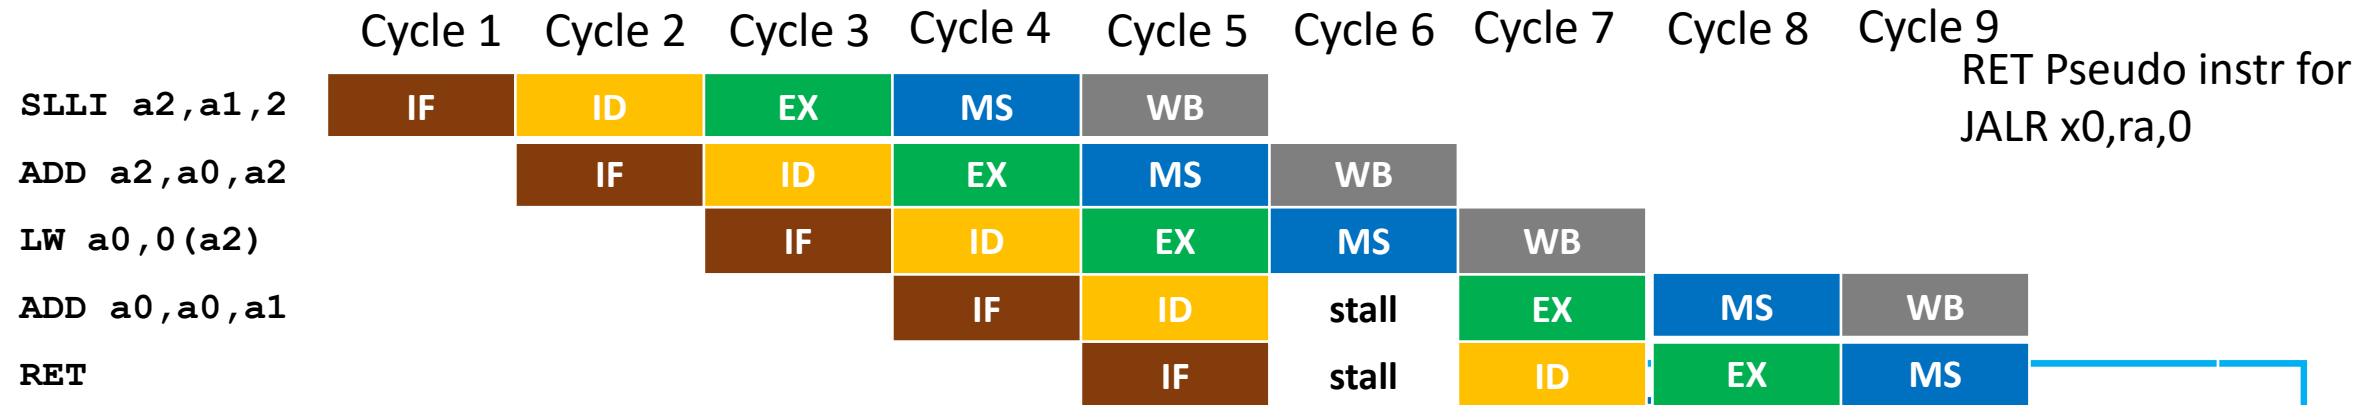 Cycle 1 Cycle 2 Cycle 3 Cycle 4 Cycle 5 Cycle 6 Cycle 7 Cycle 8 Cycle 9
RET Pseudo instr for
JALR x0,ra,0
SLLI a2,a1,2 IF ID EX MS WB
ADD a2,a0,a2 IF ID EX MS WB
LW a0,0(a2) IF ID EX MS WB
ADD a0,a0,a1 IF ID stall EX MS WB
RET IF stall ID EX MS